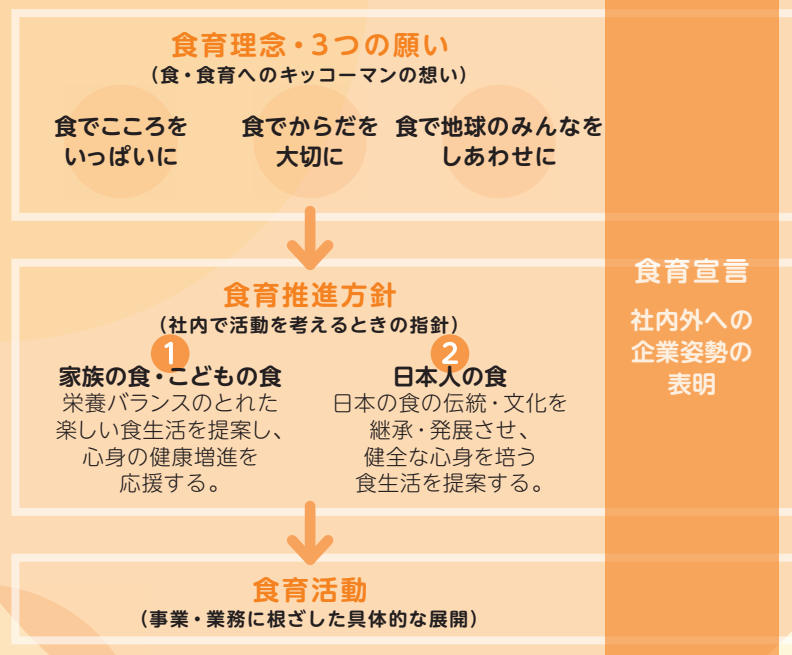 食育理念・3つの願い
（食・食育へのキッコーマンの想い）
食でこころを
いっぱいに
食でからだを
大切に
食で地球のみんなを
しあわせに
食育推進方針
（社内で活動を考えるときの指針）
1
家族の食・こどもの食
栄養バランスのとれた
楽しい食生活を提案し、
心身の健康増進を
応援する。
2
日本人の食
日本の食の伝統・文化を
継承・発展させ、
健全な心身を培う
食生活を提案する。
食育活動
（事業・業務に根ざした具体的な展開）
食育宣言
社内外への
企業姿勢の
表明